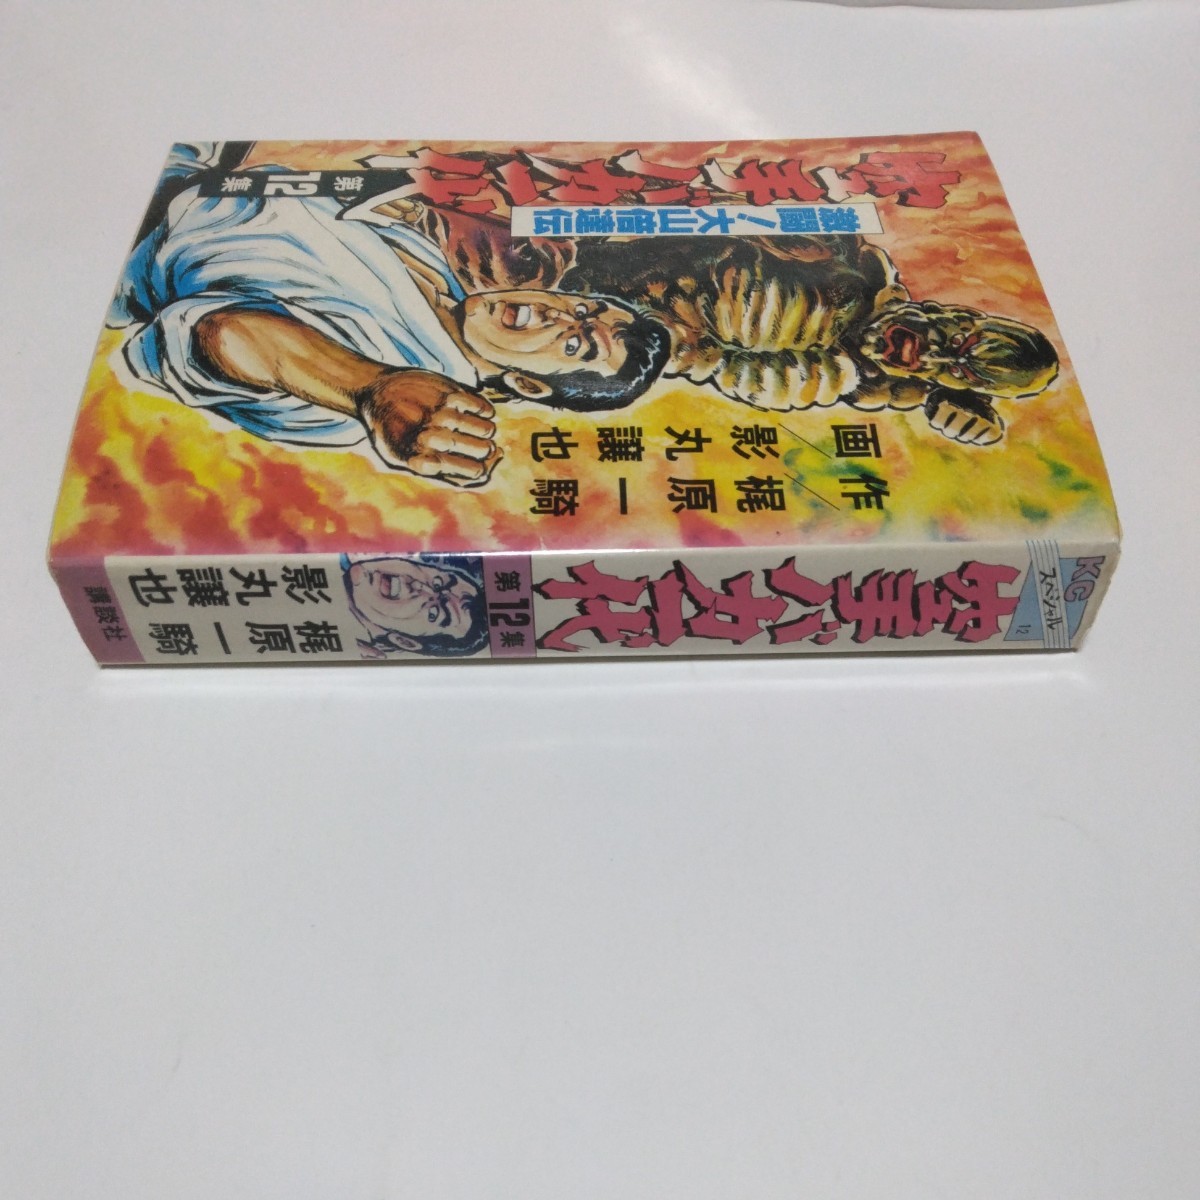 空手バカ一代
激闘!大山倍達伝
第12集
作/梶原一騎
画/影丸譲也
KC
スペシャル
12
空手バカ一代
第12集
梶原一騎
影丸譲也
講談社